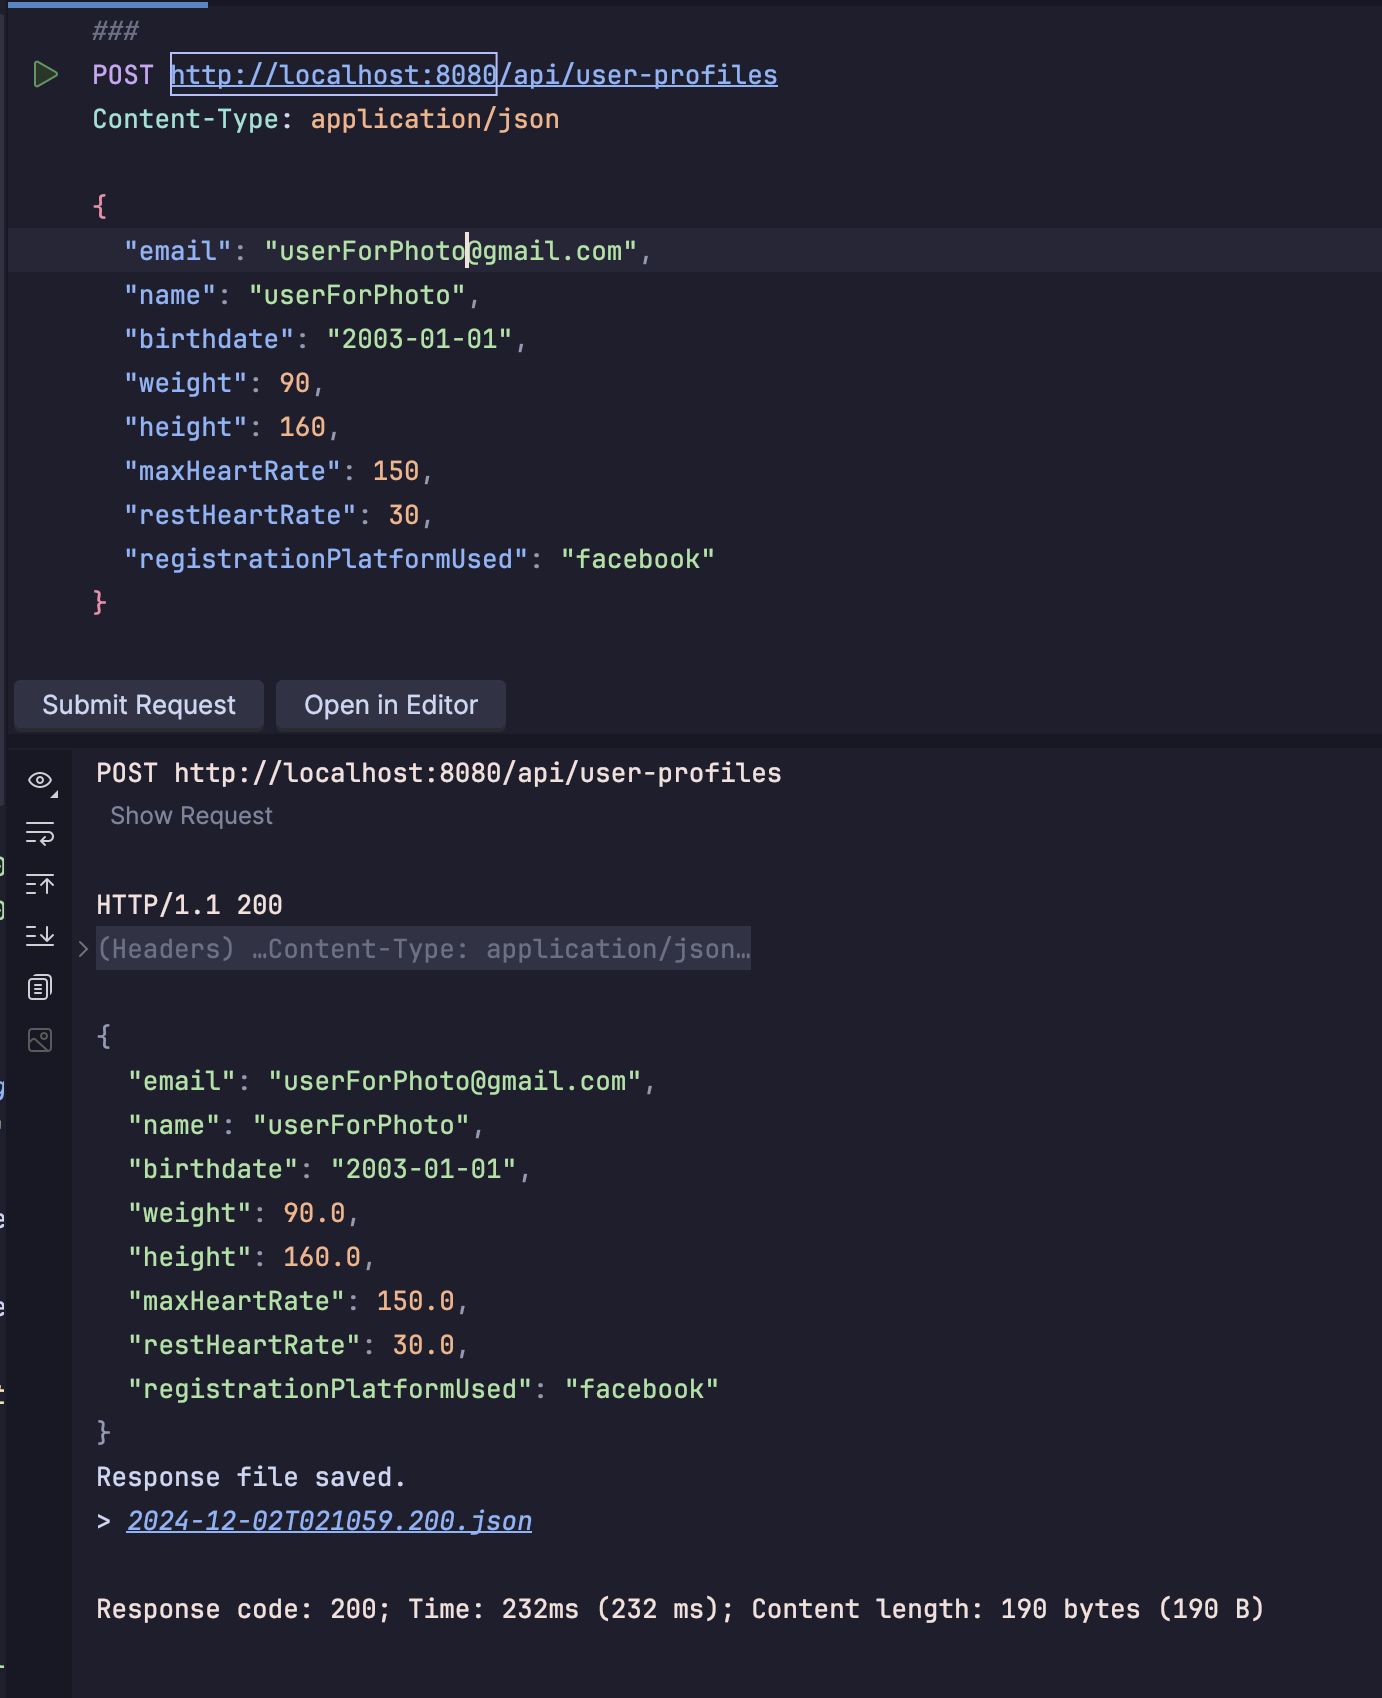 ###
POST http://localhost:8080/api/user-profiles
Content-Type: application/json
{
"email": "userForPhoto@gmail.com",
"name": "userForPhoto",
"birthdate": "2003-01-01",
"weight": 90,
"height": 160,
"maxHeartRate": 150,
"restHeartRate": 30,
"registrationPlatformUsed": "facebook"
}
Submit Request Open in Editor
POST http://localhost:8080/api/user-profiles
Show Request
HTTP/1.1 200
(Headers) …Content-Type: application/json…
{
"email": "userForPhoto@gmail.com",
"name": "userForPhoto",
"birthdate": "2003-01-01",
"weight": 90.0,
"height": 160.0,
"maxHeartRate": 150.0,
"restHeartRate": 30.0,
"registrationPlatformUsed": "facebook"
}
Response file saved.
> 2024-12-02T021059.200.json
Response code: 200; Time: 232ms (232 ms); Content length: 190 bytes (190 B)